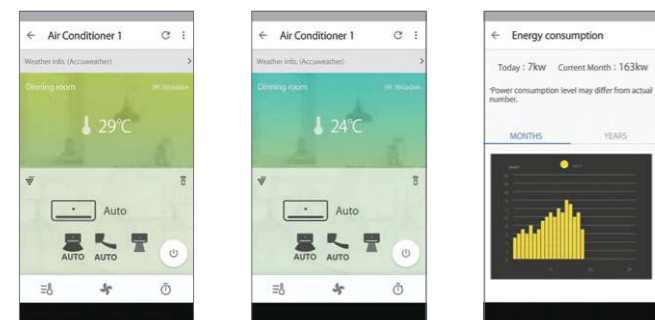 Air Conditioner 1
Weather info. (Accuweather)
Dinning room
29°C
Auto
AUTO AUTO
Air Conditioner 1
Weather info. (Accuweather)
Dinning room
24°C
Auto
AUTO AUTO
Energy consumption
Today : 7kw Current Month : 163kw
*Power consumption level may differ from actual
number.
MONTHS YEARS